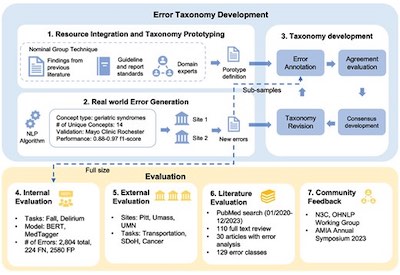 Error Taxonomy Development
1. Resource Integration and Taxonomy Prototyping
Nominal Group Technique
Findings from
previous
literature
Guideline and
report
standards
Domain
experts
Porotype
definition
2. Real world Error Generation
NLP
Algorithm
Concept type: geriatric syndromes
# of Unique Concepts: 14
Validation: Mayo Clinic Rochester
Performance: 0.88-0.97 f1-score
Site 1
Site 2
New errors
3. Taxonomy development
Error
Annotation
Agreement
evaluation
Taxonomy
Revision
Consensus
development
Sub-samples
Full size
Evaluation
4. Internal
Evaluation
Tasks: Fall, Delirium
Model: BERT,
MedTagger
# of Errors: 2,804 total,
224 FN, 2580 FP
5. External
Evaluation
Sites: Pitt, Umass,
UMN
Tasks: Transportation,
SDoH, Cancer
6. Literature
Evaluation
PubMed search (01/2020-
12/2023)
110 full text review
30 articles with error
analysis
129 error classes
7. Community
Feedback
N3C, OHNLP
Working Group
AMIA Annual
Symposium 2023